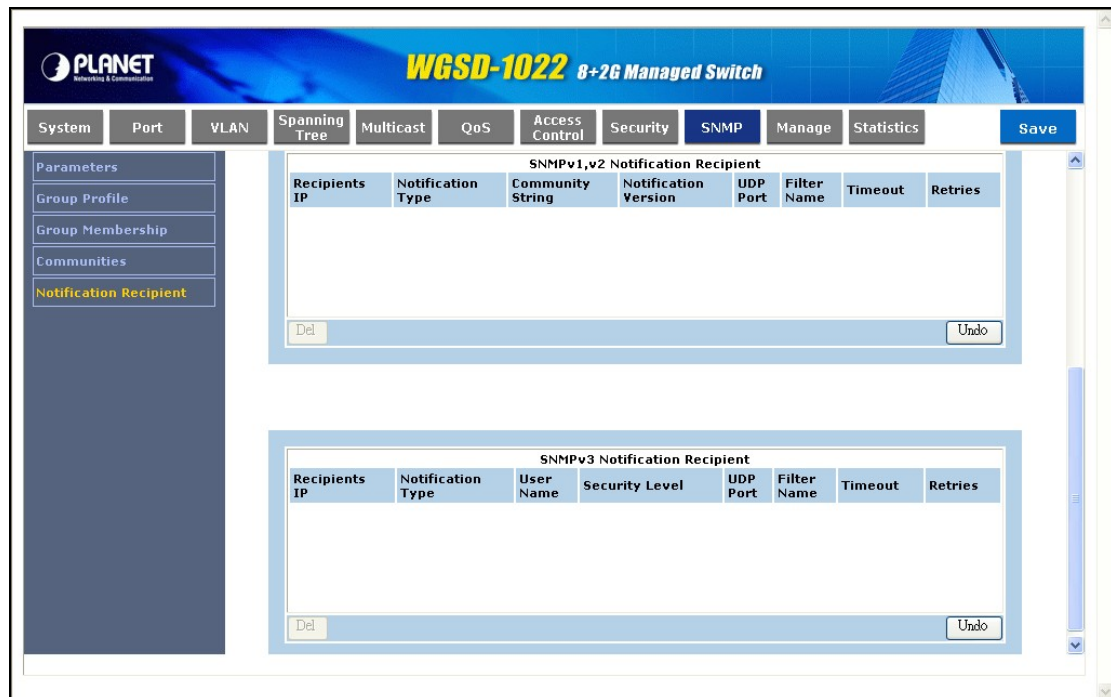 PLANET
Networking & Communication
WGSD-1022 8+2G Managed Switch
System
Port
VLAN
Spanning
Tree
Multicast
QoS
Access
Control
Security
SNMP
Manage
Statistics
Save
Parameters
Group Profile
Group Membership
Communities
Notification Recipient
SNMPv1,v2 Notification Recipient
Recipients
IP
Notification
Type
Community
String
Notification
Version
UDP
Port
Filter
Name
Timeout
Retries
Del
Undo
SNMPv3 Notification Recipient
Recipients
IP
Notification
Type
User
Name
Security Level
UDP
Port
Filter
Name
Timeout
Retries
Del
Undo